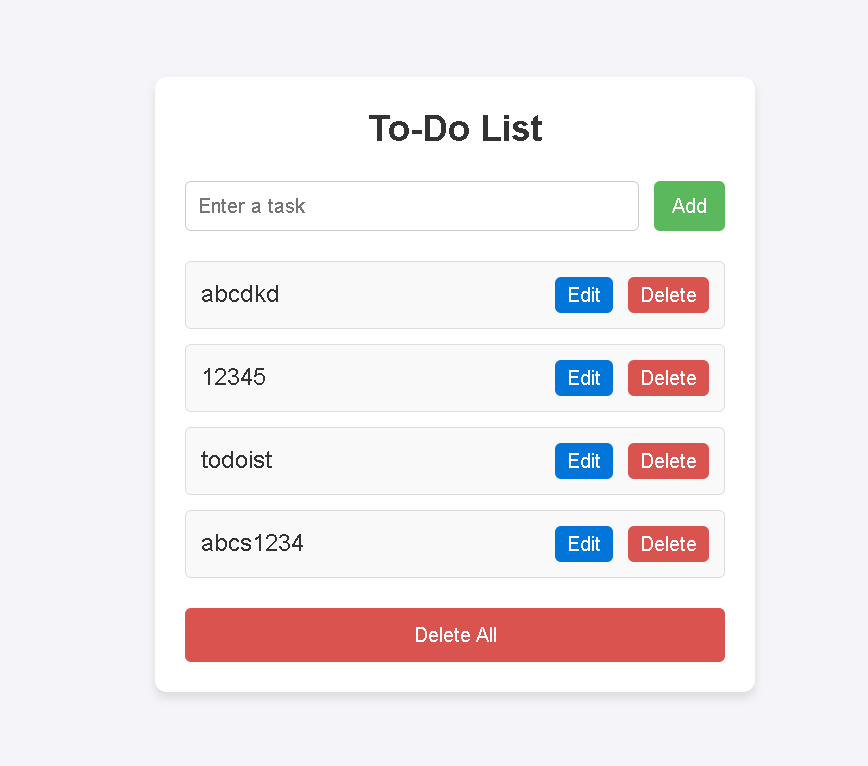 To-Do List
Enter a task Add
abcdkd Edit Delete
12345 Edit Delete
todoist Edit Delete
abcs1234 Edit Delete
Delete All